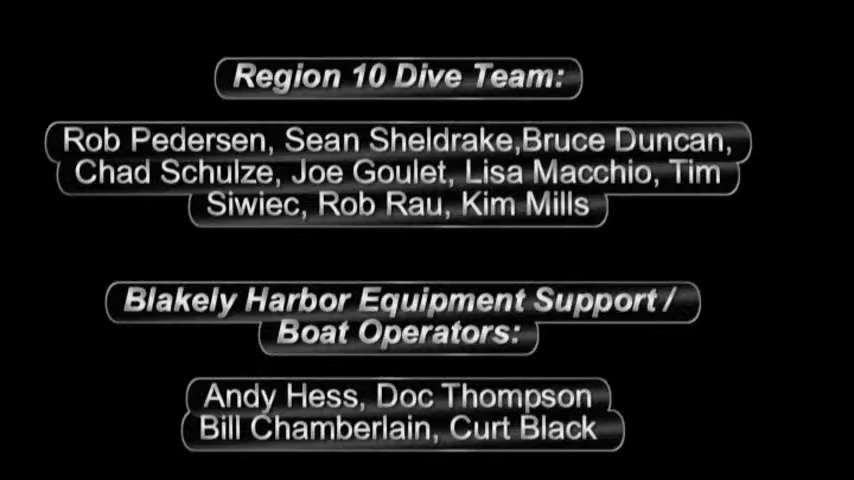 Region 10 Dive Team:
Rob Pedersen, Sean Sheldrake,Bruce Duncan,
Chad Schulze, Joe Goulet, Lisa Macchio, Tim
Siwiec, Rob Rau, Kim Mills
Blakely Harbor Equipment Support /
Boat Operators:
Andy Hess, Doc Thompson
Bill Chamberlain, Curt Black